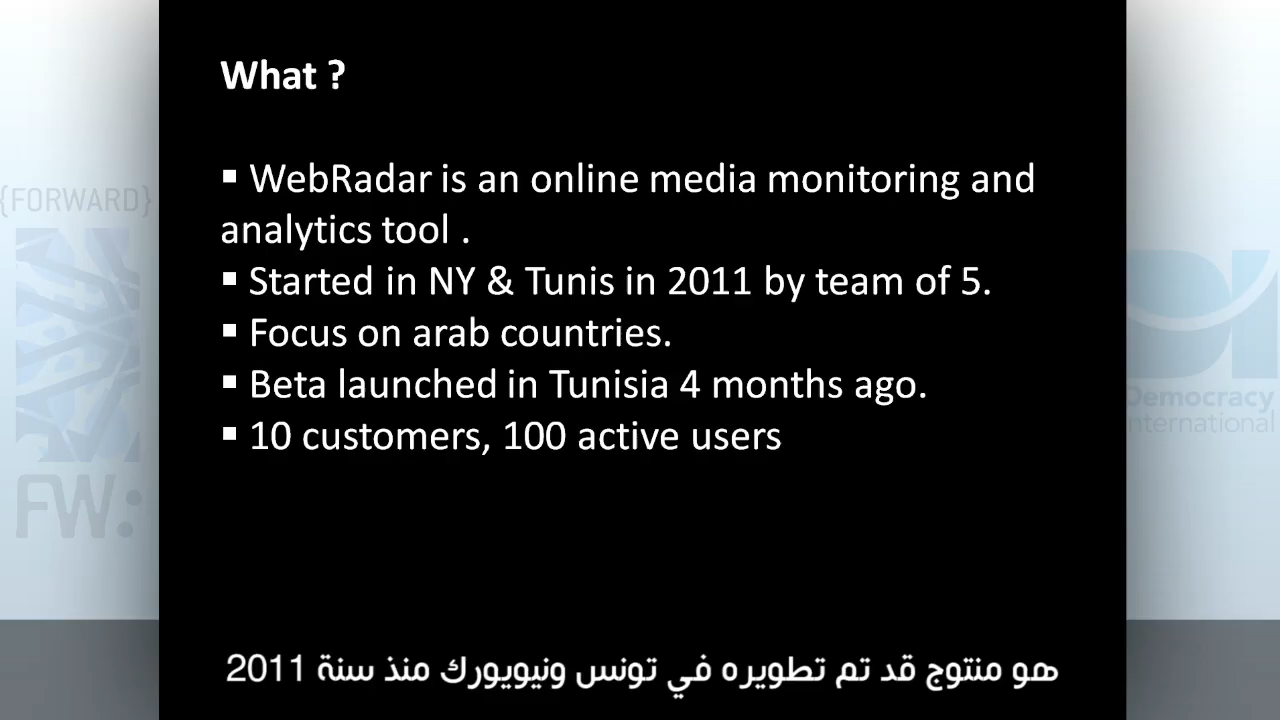 What ?
▪ WebRadar is an online media monitoring and
analytics tool .
▪ Started in NY & Tunis in 2011 by team of 5.
▪ Focus on arab countries.
▪ Beta launched in Tunisia 4 months ago.
▪ 10 customers, 100 active users
{FORWARD}
FW:
DI
Democracy
International
هو منتوج قد تم تطويره في تونس ونيويورك منذ سنة 2011